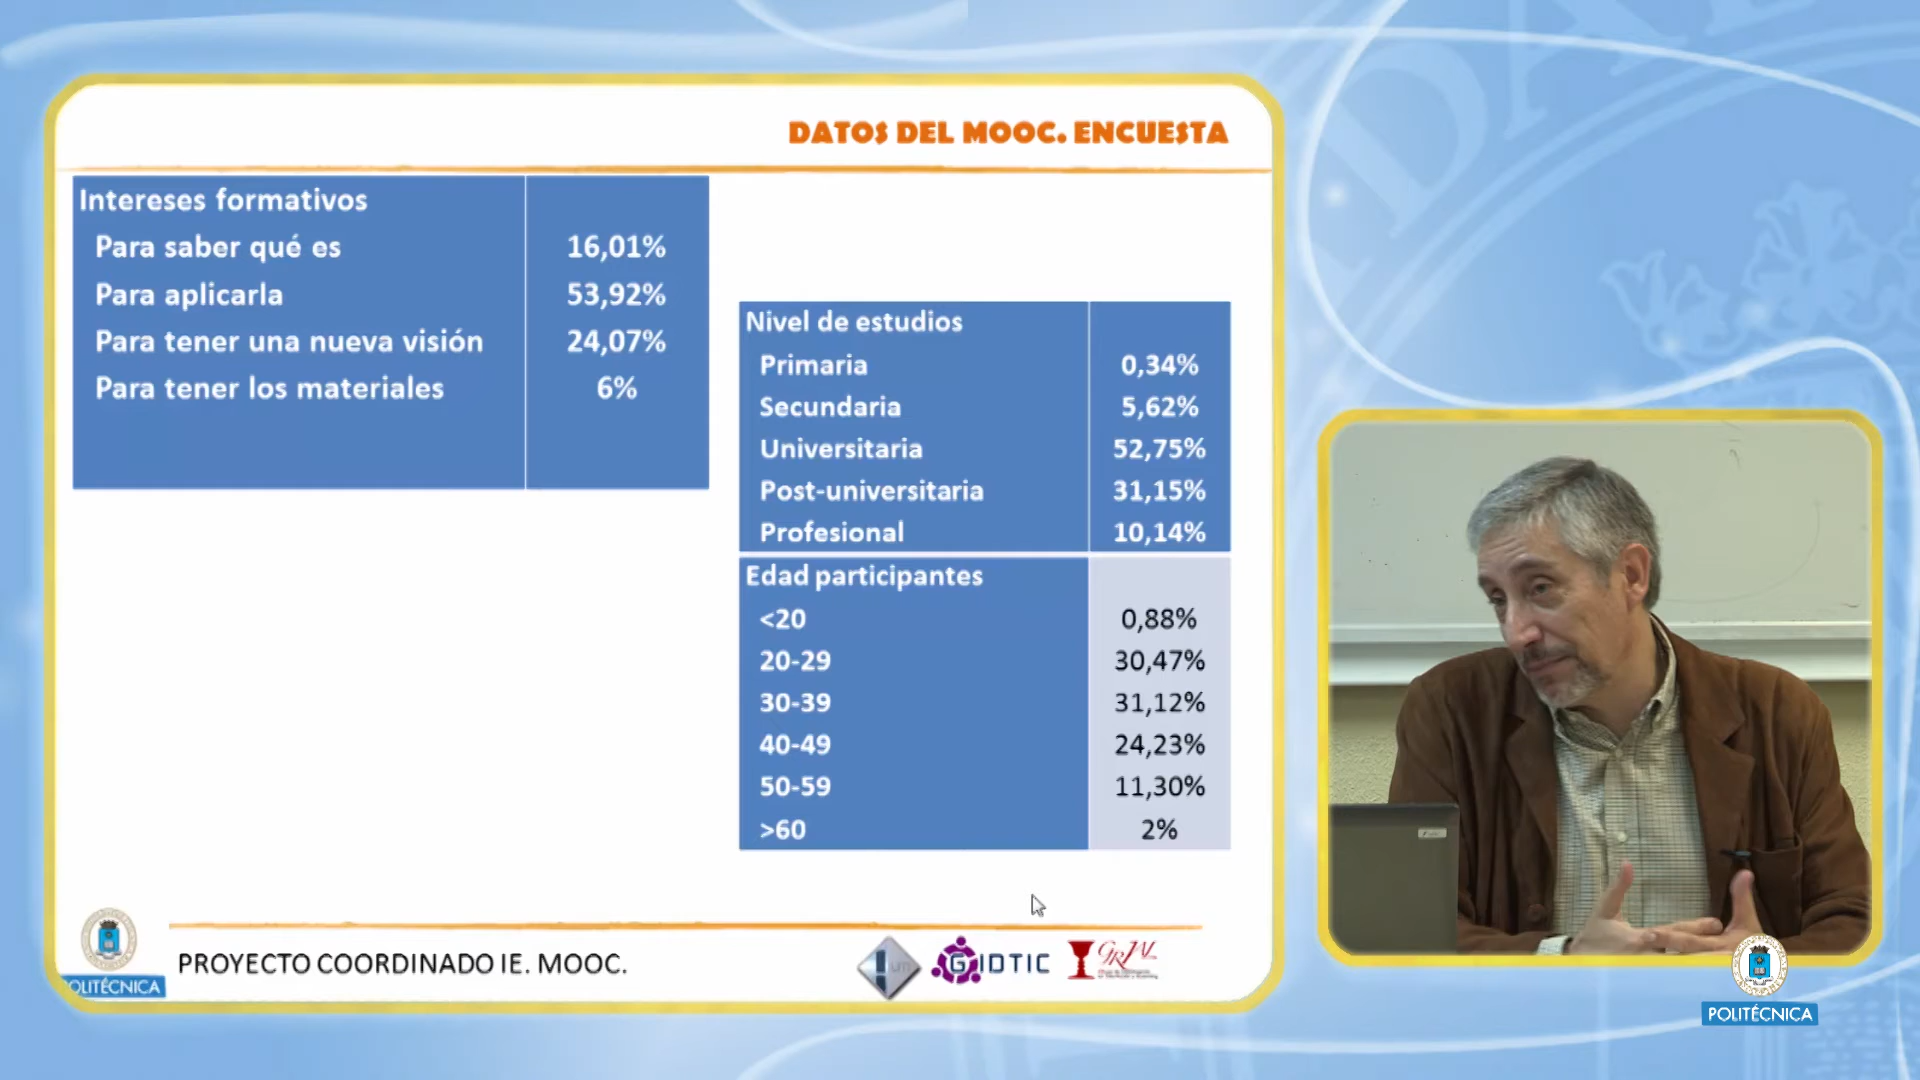 DATOS DEL MOOC. ENCUESTA
Intereses formativos
Para saber qué es 16,01%
Para aplicarla 53,92%
Para tener una nueva visión 24,07%
Para tener los materiales 6%
Nivel de estudios
Primaria 0,34%
Secundaria 5,62%
Universitaria 52,75%
Post-universitaria 31,15%
Profesional 10,14%
Edad participantes
<20 0,88%
20-29 30,47%
30-39 31,12%
40-49 24,23%
50-59 11,30%
>60 2%
PROYECTO COORDINADO IE. MOOC.
OLITÉCNICA
GIDTIC
GRIAL
POLITÉCNICA